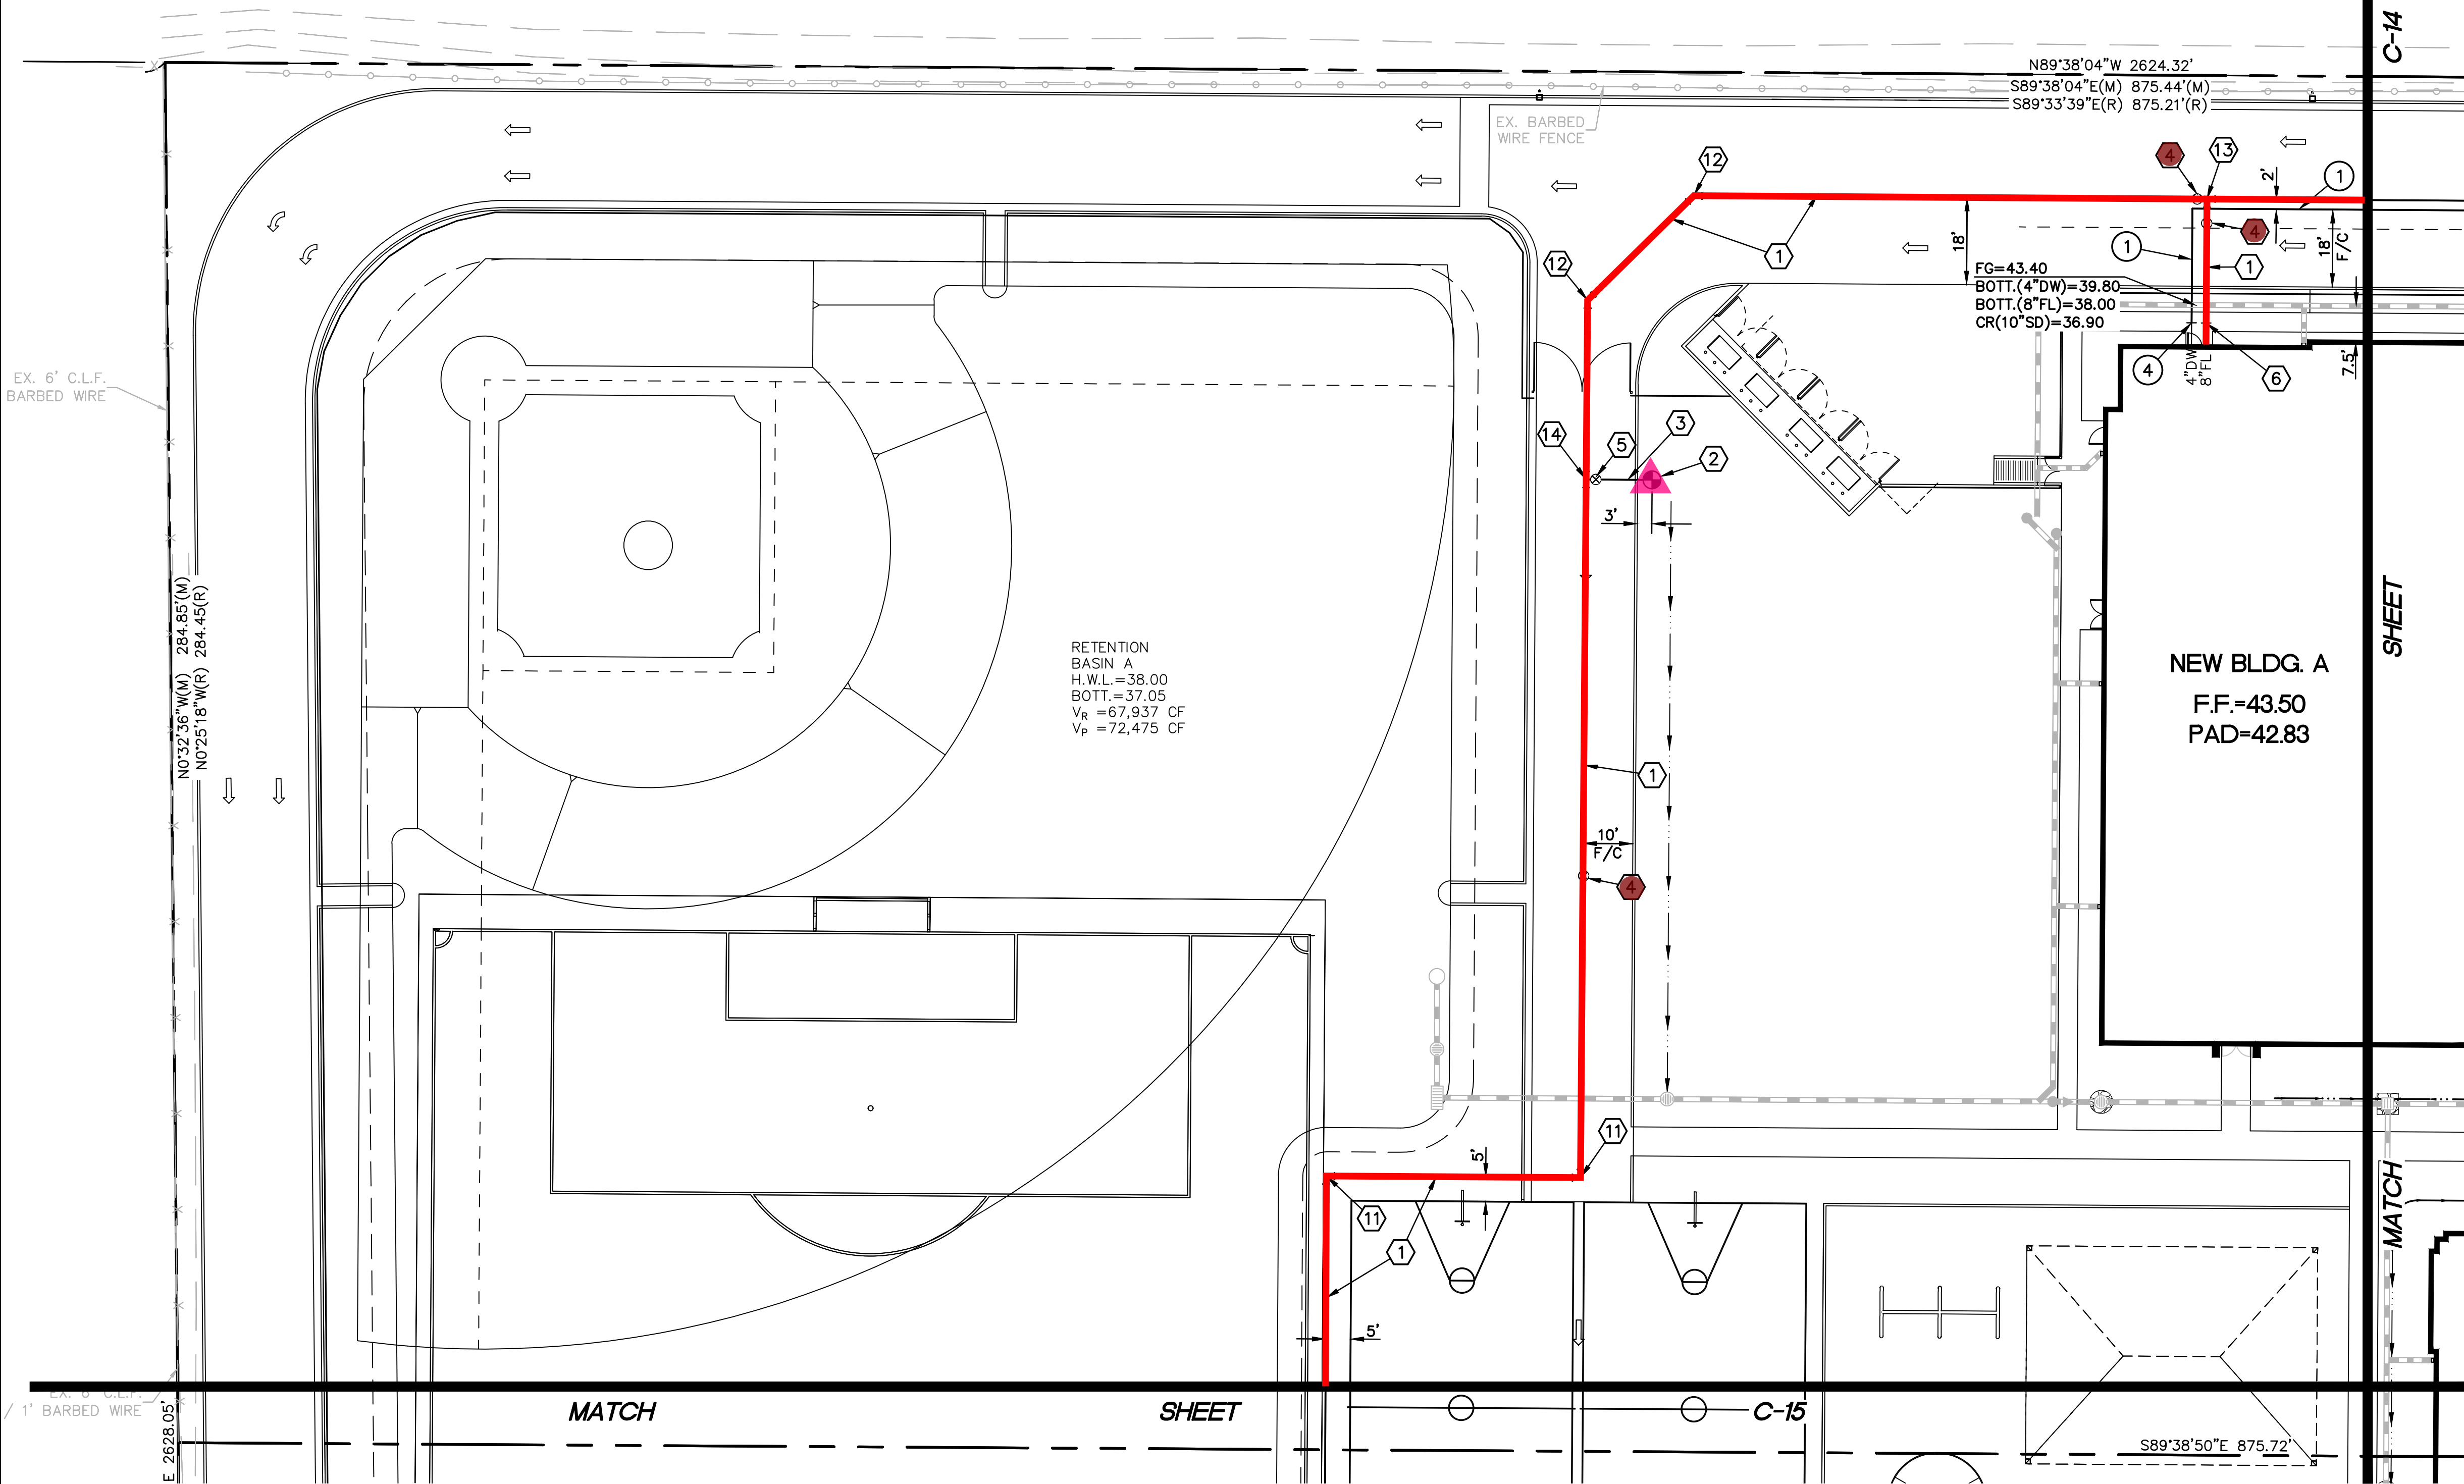 C-14
N89°38'04"W 2624.32'
S89°38'04"E(M) 875.44'(M)
S89°33'39"E(R) 875.21'(R)
EX. BARBED
WIRE FENCE
12
4
13
2'
1
4
12
1
18'
1
18'
F/C
1
FG=43.40
BOTT.(4"DW)=39.80
BOTT.(8"FL)=38.00
CR(10"SD)=36.90
4
4"DW
8"FL
6
7.5'
EX. 6' C.L.F.
BARBED WIRE
14
5
3
2
3'
N0°32'36"W(M) 284.85'(M)
N0°25'18"W(R) 284.45(R)
RETENTION
BASIN A
H.W.L.=38.00
BOTT.=37.05
VR =67,937 CF
VP =72,475 CF
NEW BLDG. A
F.F.=43.50
PAD=42.83
SHEET
1
10'
F/C
4
11
5'
11
1
5'
MATCH
EX. 6' C.L.F.
/ 1' BARBED WIRE
E 2628.05'
MATCH SHEET C-15
S89°38'50"E 875.72'